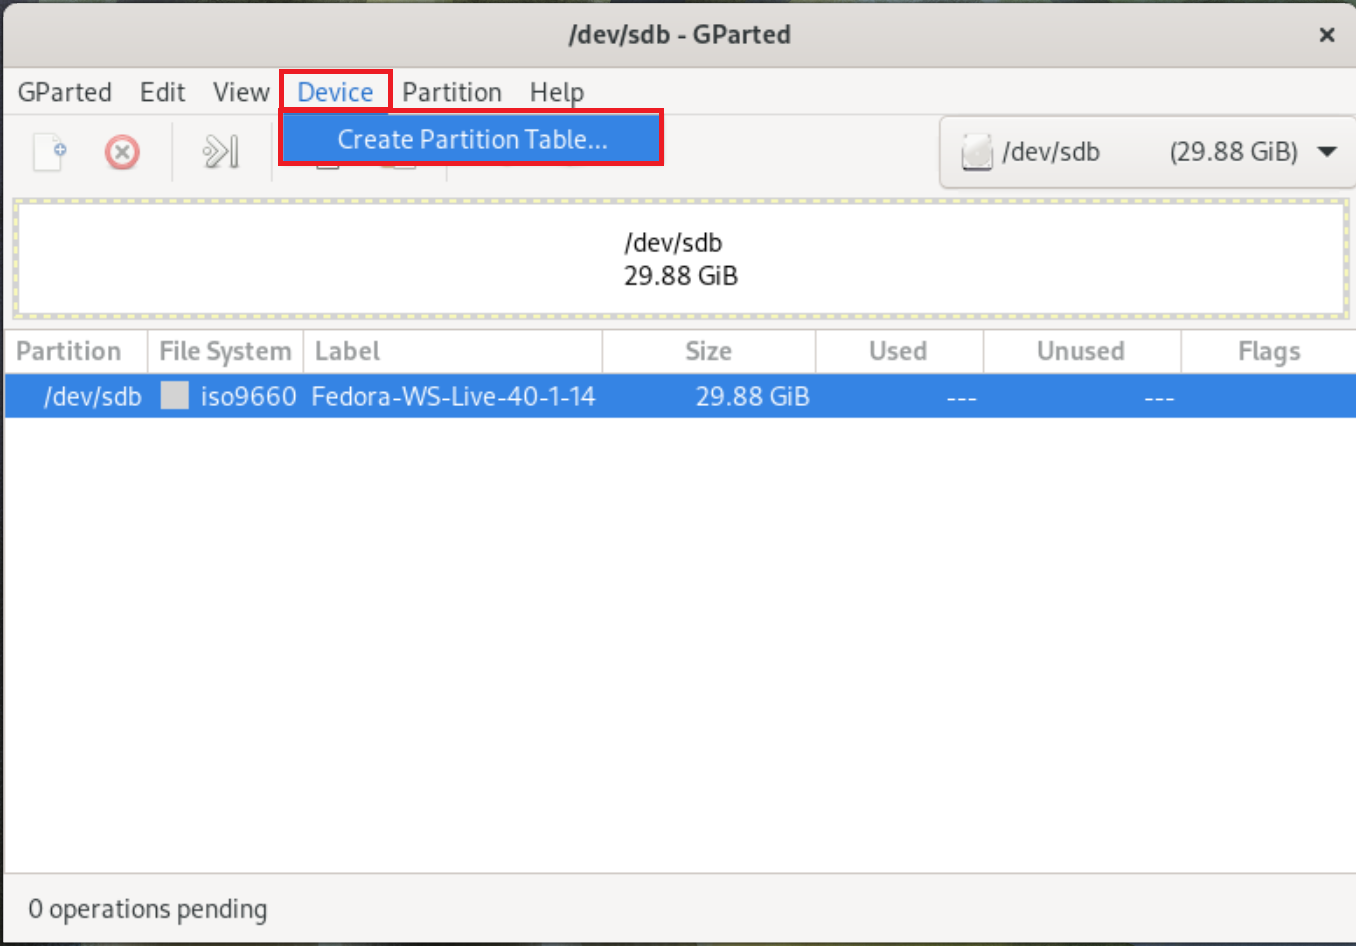 /dev/sdb - GParted ×
GParted Edit View Device Partition Help
Create Partition Table...
/dev/sdb (29.88 GiB)
/dev/sdb
29.88 GiB
Partition File System Label Size Used Unused Flags
/dev/sdb iso9660 Fedora-WS-Live-40-1-14 29.88 GiB --- ---
0 operations pending